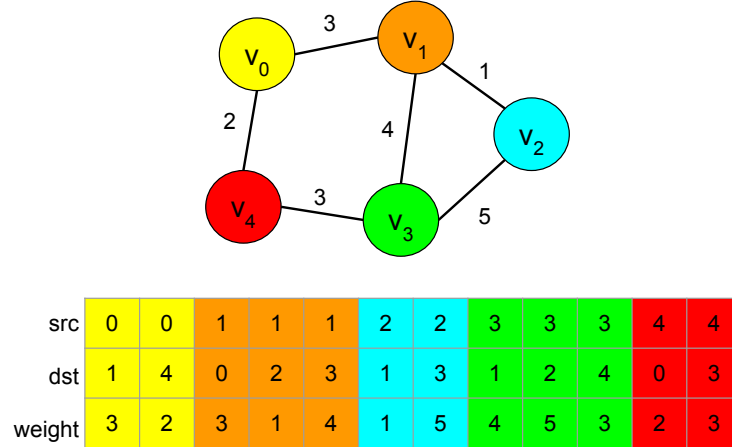 3
v0
v1
1
2
4
v2
3
v4
v3
5
src 0 0 1 1 1 2 2 3 3 3 4 4
dst 1 4 0 2 3 1 3 1 2 4 0 3
weight 3 2 3 1 4 1 5 4 5 3 2 3